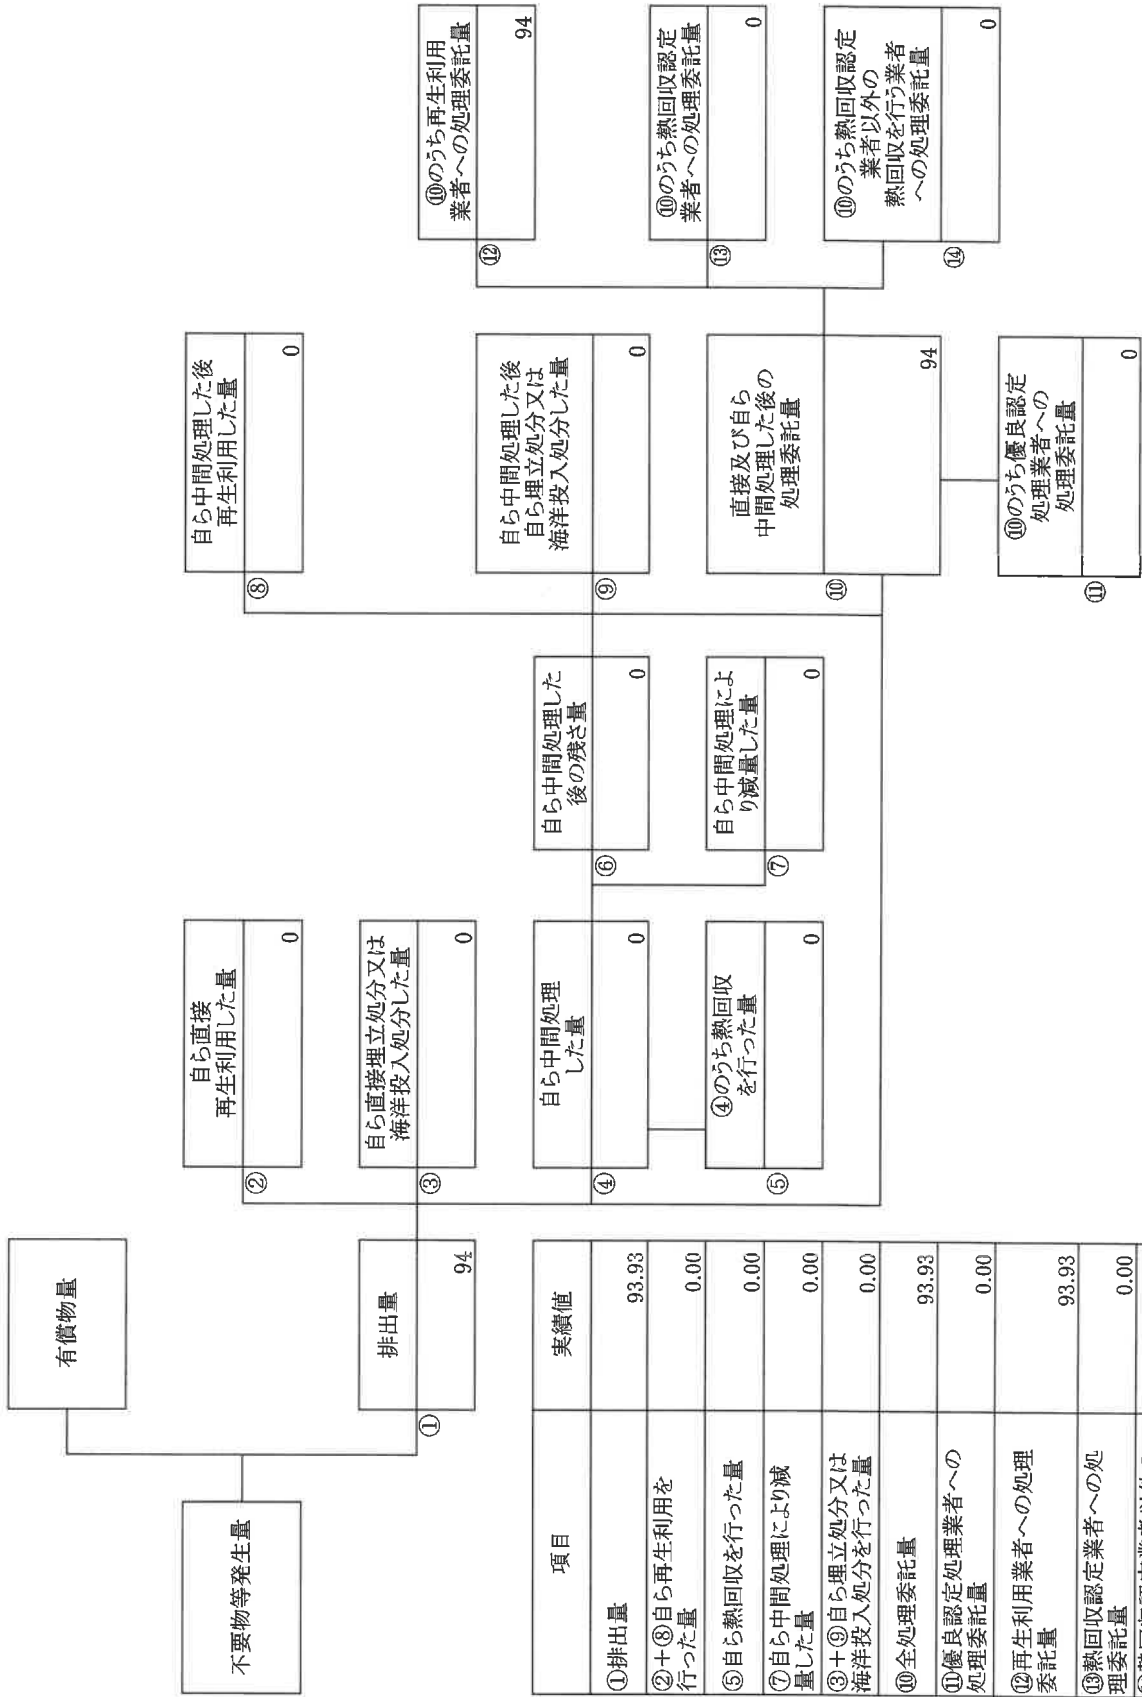 有償物量
不要物等発生量
①
排出量
94
②
自ら直接
再生利用した量
0
③
自ら直接埋立処分又は
海洋投入処分した量
0
④
自ら中間処理
した量
0
⑤
④のうち熱回収
を行った量
0
⑥
自ら中間処理した
後の残さ量
0
⑦
自ら中間処理によ
り減量した量
0
⑧
自ら中間処理した後
再生利用した量
0
⑨
自ら中間処理した後
自ら埋立処分又は
海洋投入処分した量
0
⑩
直接及び自ら
中間処理した後の
処理委託量
94
⑪
⑩のうち優良認定
処理業者への
処理委託量
0
⑫
⑩のうち再生利用
業者への処理委託量
94
⑬
⑩のうち熱回収認定
業者への処理委託量
0
⑭
⑩のうち熱回収認定
業者以外の
熱回収を行う業者
への処理委託量
0
項目 実績値
①排出量 93.93
②+⑧自ら再生利用を
行った量 0.00
⑤自ら熱回収を行った量 0.00
⑦自ら中間処理により減
量した量 0.00
③+⑨自ら埋立処分又は
海洋投入処分を行った量 0.00
⑩全処理委託量 93.93
⑪優良認定処理業者への
処理委託量 0.00
⑫再生利用業者への処理
委託量 93.93
⑬熱回収認定業者への処
理委託量 0.00